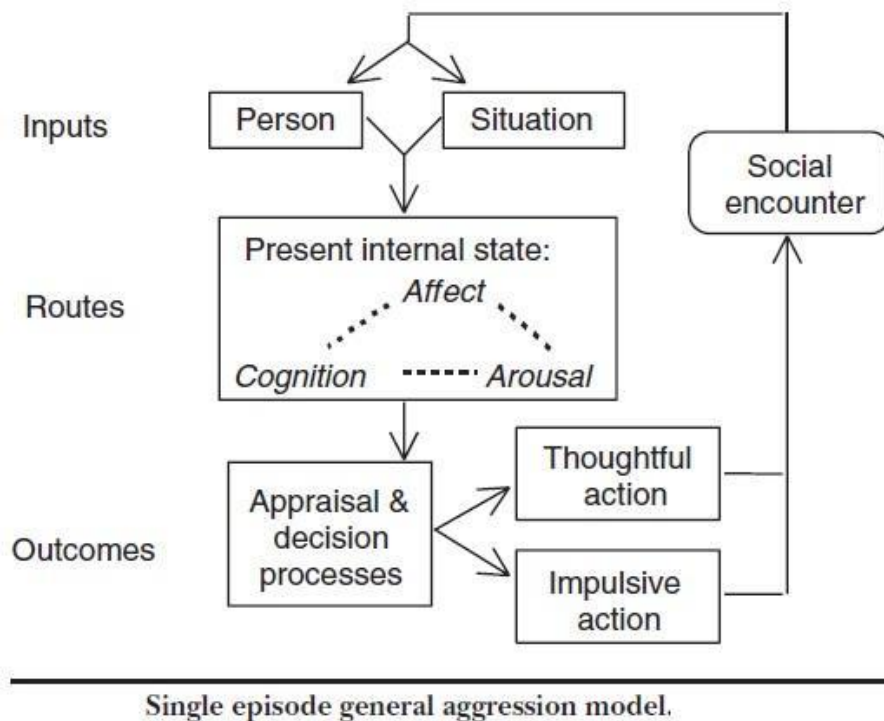 Inputs
Person
Situation
Social
encounter
Routes
Present internal state:
Affect
Cognition
Arousal
Outcomes
Appraisal &
decision
processes
Thoughtful
action
Impulsive
action
Single episode general aggression model.